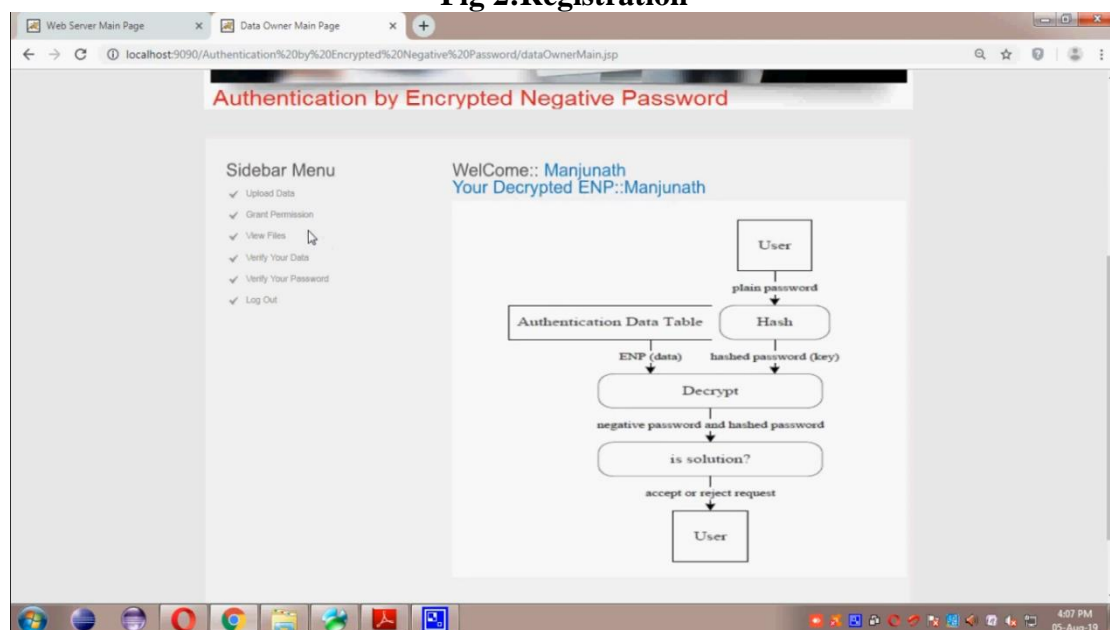 Fig 2:Registration
Web Server Main Page
Data Owner Main Page
localhost:9090/Authentication%20by%20Encrypted%20Negative%20Password/dataOwnerMain.jsp
Authentication by Encrypted Negative Password
Sidebar Menu
Upload Data
Grant Permission
View Files
Verify Your Data
Verify Your Password
Log Out
WelCome:: Manjunath
Your Decrypted ENP::Manjunath
User
plain password
Authentication Data Table
Hash
ENP (data)
hashed password (key)
Decrypt
negative password and hashed password
is solution?
accept or reject request
User
4:07 PM
05-Aug-19